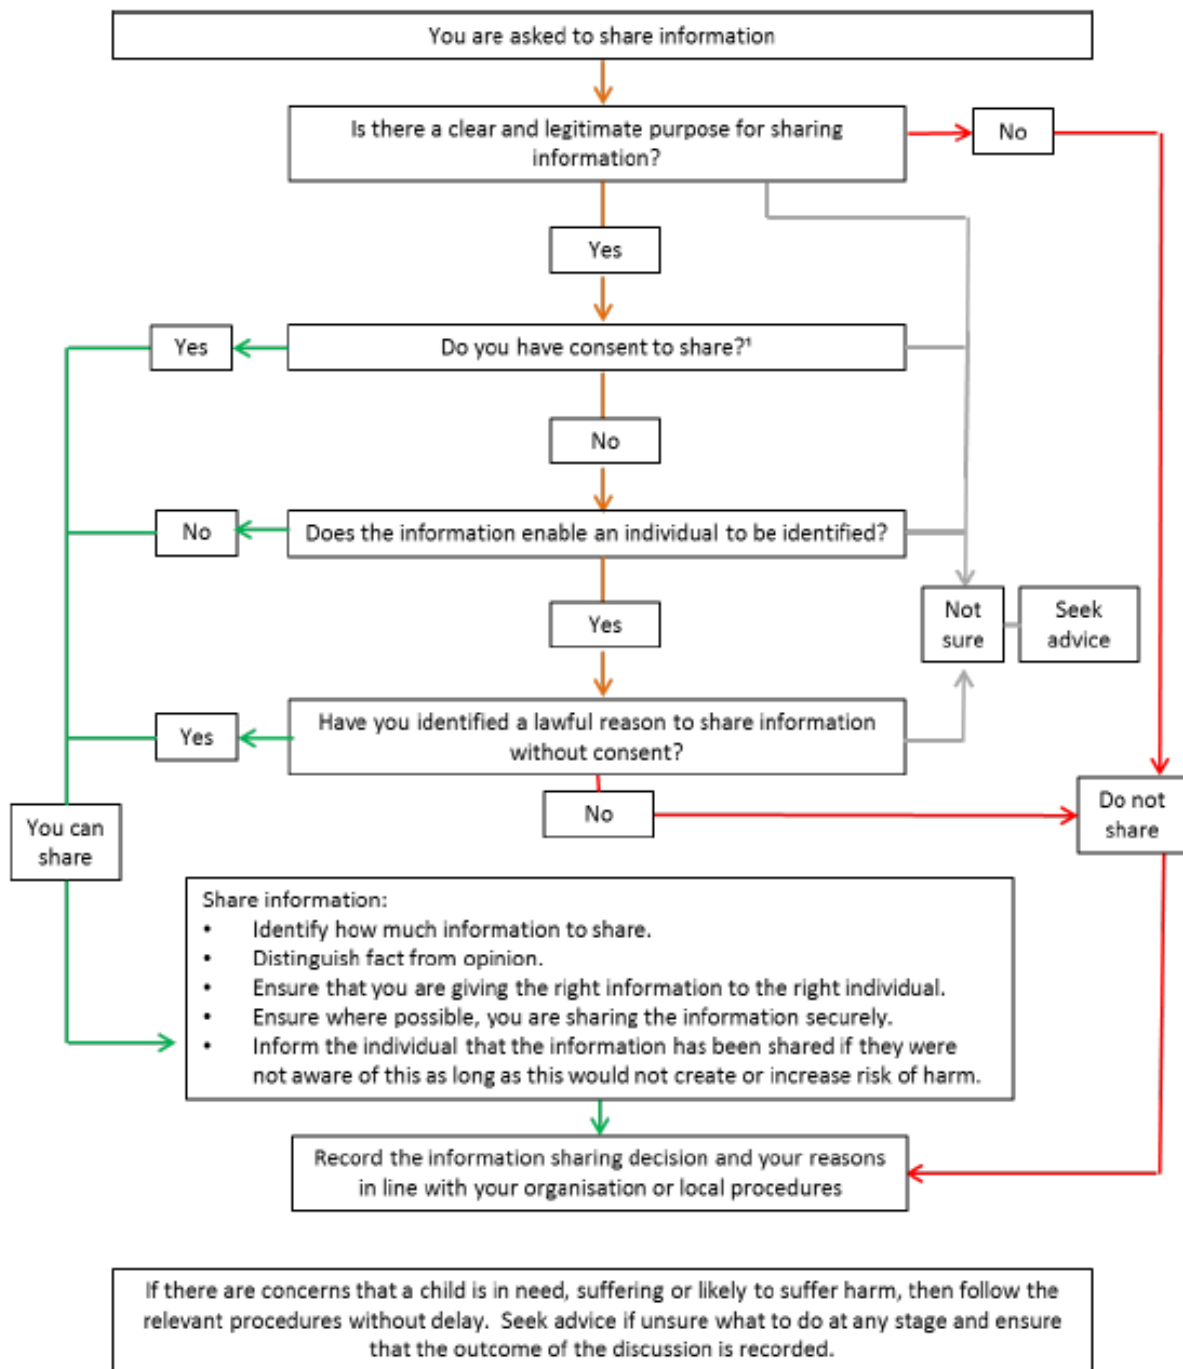 You are asked to share information
Is there a clear and legitimate purpose for sharing
information?
No
Yes
Yes
Do you have consent to share?¹
No
No
Does the information enable an individual to be identified?
Yes
Not
sure
Seek
advice
Yes
Have you identified a lawful reason to share information
without consent?
No
Do not
share
You can
share
Share information:
• Identify how much information to share.
• Distinguish fact from opinion.
• Ensure that you are giving the right information to the right individual.
• Ensure where possible, you are sharing the information securely.
• Inform the individual that the information has been shared if they were
not aware of this as long as this would not create or increase risk of harm.
Record the information sharing decision and your reasons
in line with your organisation or local procedures
If there are concerns that a child is in need, suffering or likely to suffer harm, then follow the
relevant procedures without delay.  Seek advice if unsure what to do at any stage and ensure
that the outcome of the discussion is recorded.